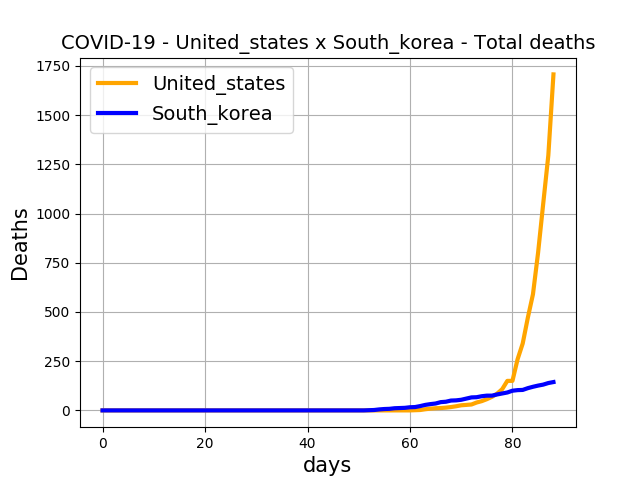 COVID-19 - United_states x South_korea - Total deaths
United_states
South_korea
Deaths
1750
1500
1250
1000
750
500
250
0
0 20 40 60 80
days